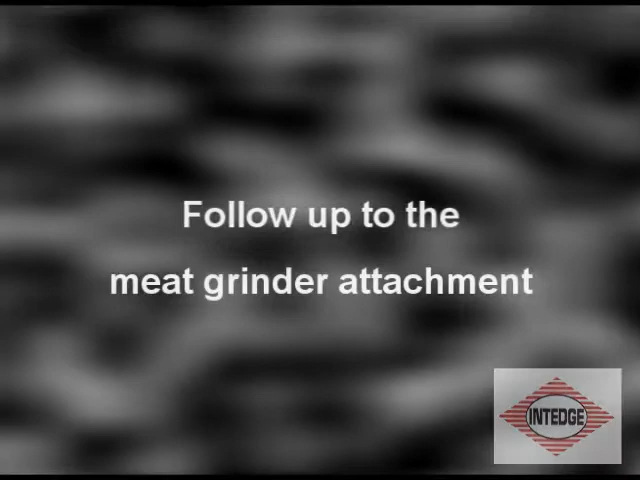 Follow up to the
meat grinder attachment
INTEDGE